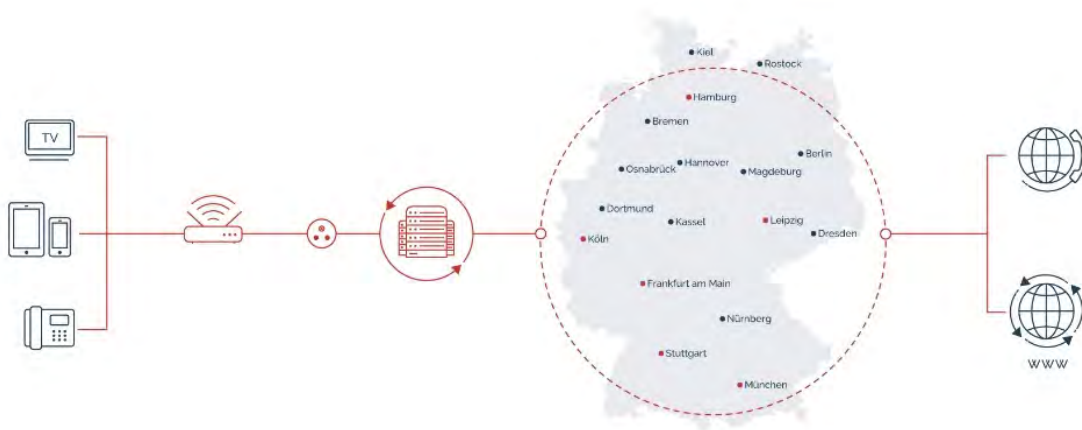 Kiel
Rostock
Hamburg
Bremen
TV
Berlin
Hannover
Osnabrück
Magdeburg
Dortmund
Kassel
Leipzig
Dresden
Köln
Frankfurt am Main
Nürnberg
Stuttgart
WWW
München